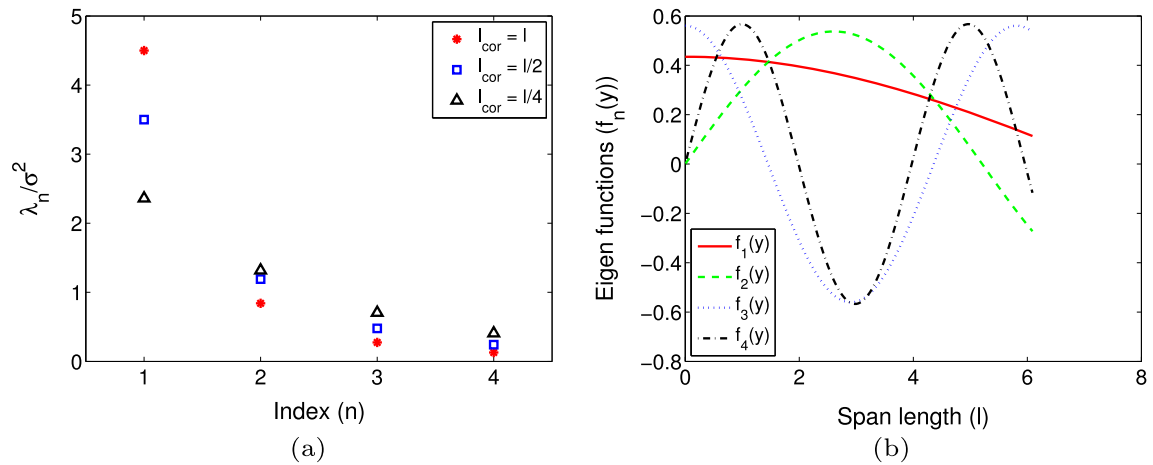 5
4
3
2
1
0
λn/σ2
1
2
3
4
Index (n)
lcor = l
lcor = l/2
lcor = l/4
(a)
0.6
0.4
0.2
0
−0.2
−0.4
−0.6
−0.8
Eigen functions (fn(y))
f1(y)
f2(y)
f3(y)
f4(y)
0
2
4
6
8
Span length (l)
(b)